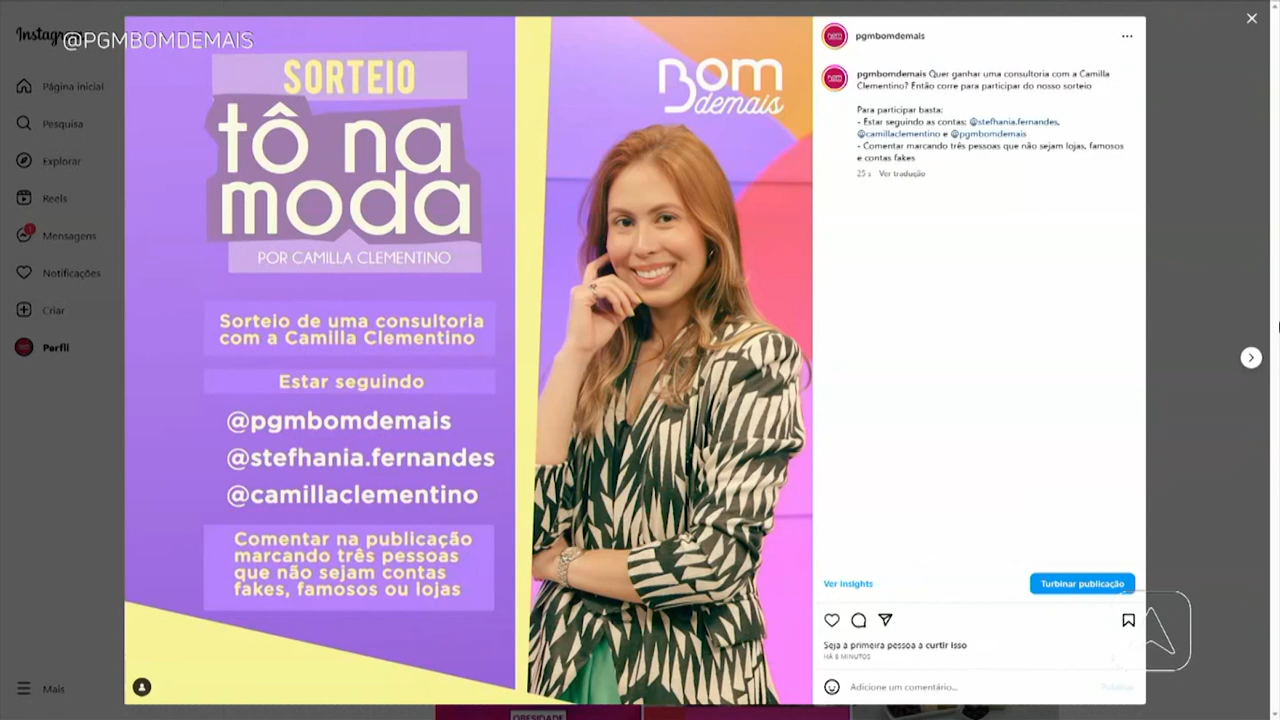 @PGMBOMDEMAIS
Página inicial
Pesquisa
Explorar
Reels
1
Mensagens
Notificações
Criar
Perfil
Mais
SORTEIO
tô na
moda
POR CAMILLA CLEMENTINO
Sorteio de uma consultoria
com a Camilla Clementino
Estar seguindo
@pgmbomdemais
@stefhania.fernandes
@camillaclementino
Comentar na publicação
marcando três pessoas
que não sejam contas
fakes, famosos ou lojas
Bom
demais
pgmbomdemais
pgmbomdemais Quer ganhar uma consultoria com a Camilla
Clementino? Então corre para participar do nosso sorteio
Para participar basta:
- Estar seguindo as contas: @stefhania.fernandes,
@camillaclementino e @pgmbomdemais
- Comentar marcando três pessoas que não sejam lojas, famosos
e contas fakes
25 s Ver tradução
Ver insights
Turbinar publicação
Seja a primeira pessoa a curtir isso
HÁ 8 MINUTOS
Adicione um comentário...
Publicar
OBESIDADE